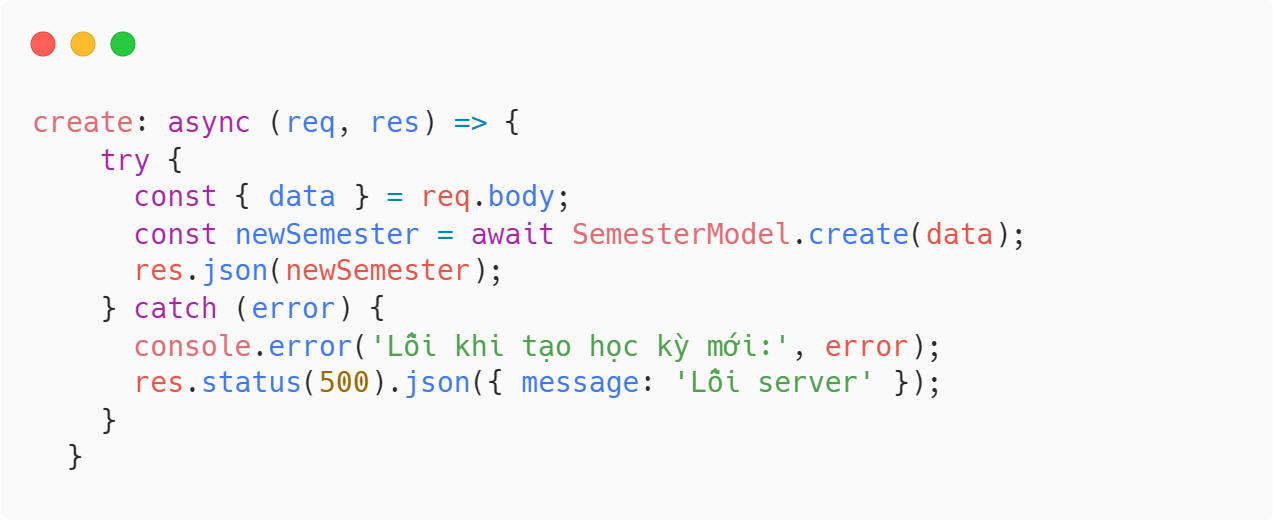 create: async (req, res) => {
    try {
      const { data } = req.body;
      const newSemester = await SemesterModel.create(data);
      res.json(newSemester);
    } catch (error) {
      console.error('Lỗi khi tạo học kỳ mới:', error);
      res.status(500).json({ message: 'Lỗi server' });
    }
  }